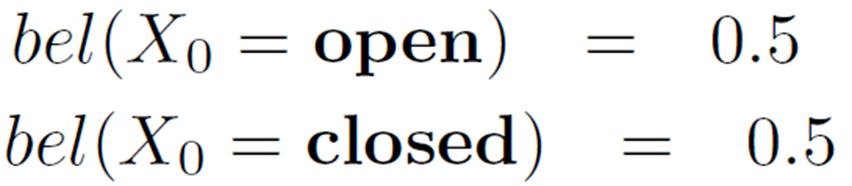 bel(X₀ = open) = 0.5
bel(X₀ = closed) = 0.5